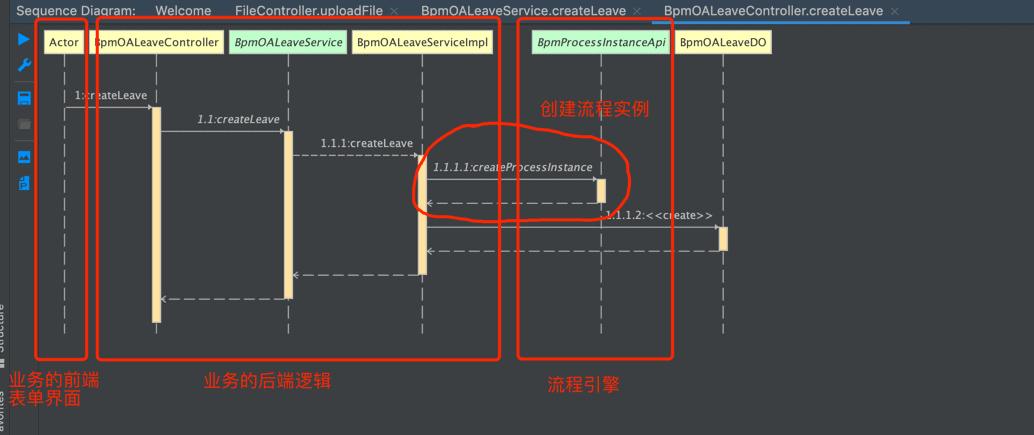 Sequence Diagram: Welcome FileController.uploadFile BpmOALeaveService.createLeave BpmOALeaveController.createLeave
Actor BpmOALeaveController BpmOALeaveService BpmOALeaveServiceImpl BpmProcessInstanceApi BpmOALeaveDO
1:createLeave
创建流程实例
1.1:createLeave
1.1.1:createLeave
1.1.1.1:createProcessInstance
1.1.1.2:<<create>>
Structure
业务的前端
表单界面
业务的后端逻辑
流程引擎